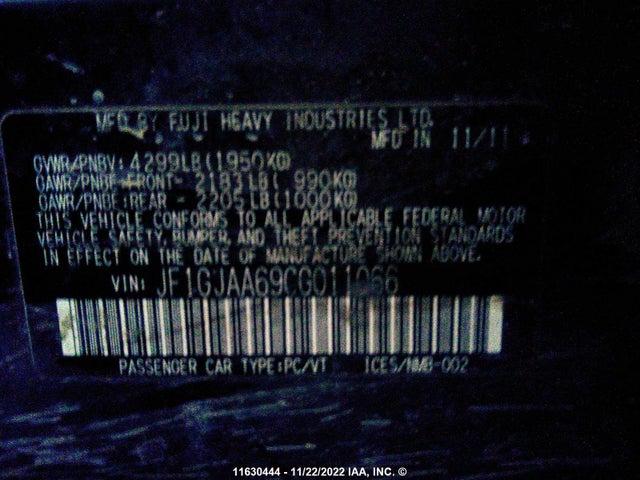 MFD BY FUJI HEAVY INDUSTRIES LTD.
MFD IN 11/11
GVWR/PNBV: 4299LB(1950KG)
GAWR/PNBE FRONT- 2183LB( 990KG)
GAWR/PNBE:REAR - 2205LB(1000KG)
THIS VEHICLE CONFORMS TO ALL APPLICABLE FEDERAL MOTOR
VEHICLE SAFETY, BUMPER, AND THEFT PREVENTION STANDARDS
IN EFFECT ON THE DATE OF MANUFACTURE SHOWN ABOVE.
VIN: JF1GJAA69CG011066
PASSENGER CAR TYPE:PC/VT ICES/NMB-002
11630444 - 11/22/2022 IAA, INC. ©